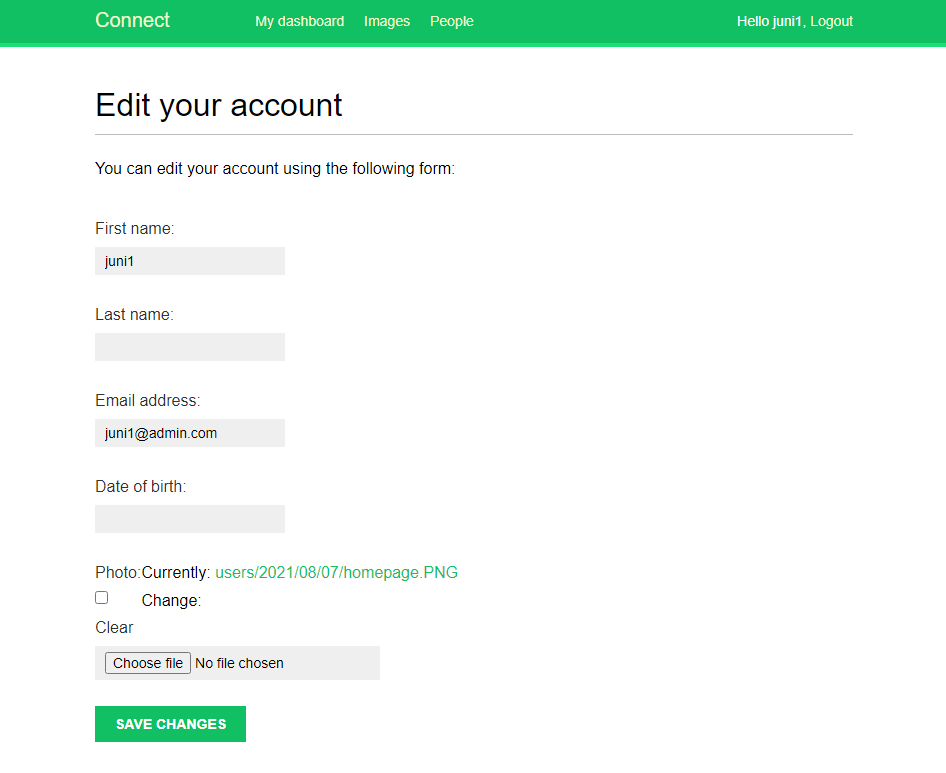 Connect My dashboard Images People Hello juni1, Logout
Edit your account
You can edit your account using the following form:
First name:
juni1
Last name:
Email address:
juni1@admin.com
Date of birth:
Photo:Currently: users/2021/08/07/homepage.PNG
Change:
Clear
Choose file No file chosen
SAVE CHANGES